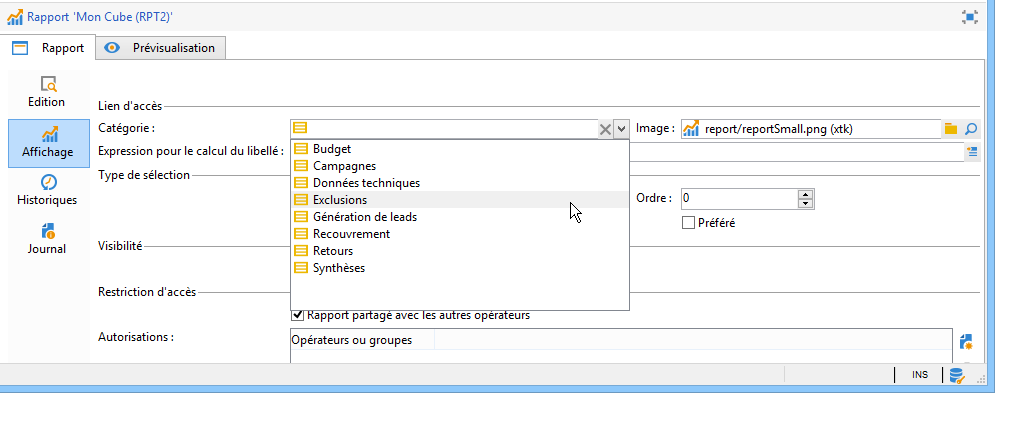 Rapport 'Mon Cube (RPT2)'
Rapport
Prévisualisation
Edition
Affichage
Historiques
Journal
Lien d'accès
Catégorie :
Image :
report/reportSmall.png (xtk)
Expression pour le calcul du libellé :
Budget
Campagnes
Données techniques
Exclusions
Génération de leads
Recouvrement
Retours
Synthèses
Type de sélection
Ordre :
0
Préféré
Visibilité
Restriction d'accès
Rapport partagé avec les autres opérateurs
Autorisations :
Opérateurs ou groupes
INS